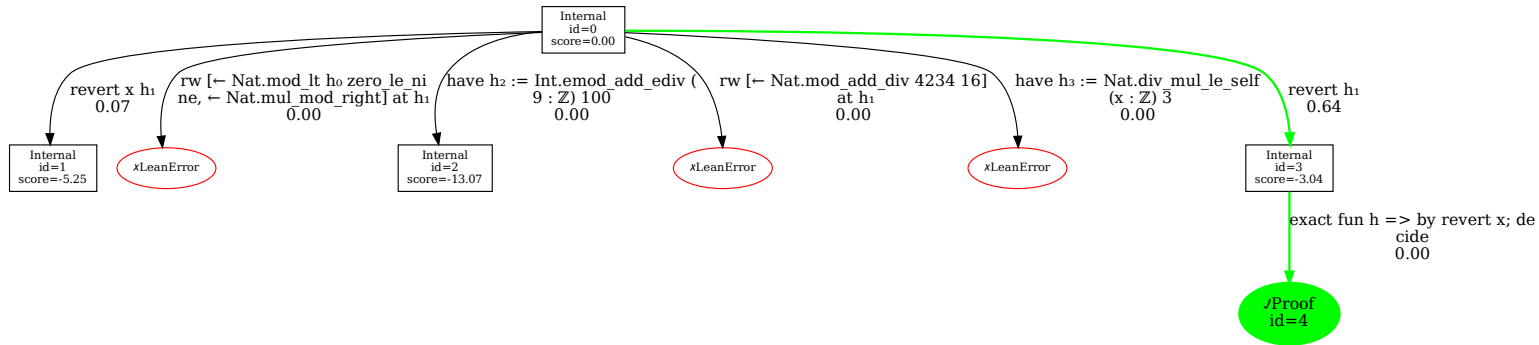 Internal
id=0
score=0.00
revert x h₁
0.07
rw [← Nat.mod_lt h₀ zero_le_ni
ne, ← Nat.mul_mod_right] at h₁
0.00
have h₂ := Int.emod_add_ediv (
9 : ℤ) 100
0.00
rw [← Nat.mod_add_div 4234 16]
at h₁
0.00
have h₃ := Nat.div_mul_le_self
(x : ℤ) 3
0.00
revert h₁
0.64
Internal
id=1
score=-5.25
✗LeanError
Internal
id=2
score=-13.07
✗LeanError
✗LeanError
Internal
id=3
score=-3.04
exact fun h => by revert x; de
cide
0.00
✓Proof
id=4